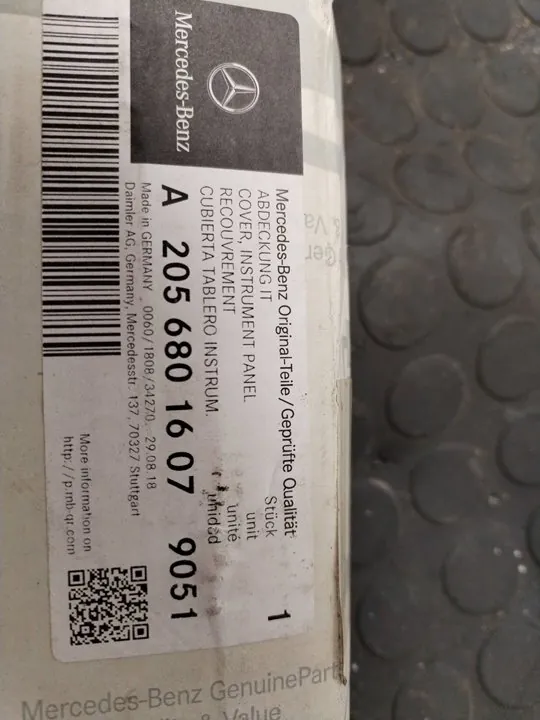 Mercedes-Benz
Mercedes-Benz Original-Teile/Geprüfte Qualität
ABDECKUNG IT
COVER, INSTRUMENT PANEL
RECOUVREMENT
CUBIERTA TABLERO INSTRUM.
Stück
unit
unité
unidad
1
A 205 680 16 07 9051
Made in GERMANY 0060/1808/34270 29.08.18
Daimler AG, Germany, Mercedesstr. 137, 70327 Stuttgart
More information on
http://p.mb-qr.com
Mercedes-Benz GenuinePart
& Value